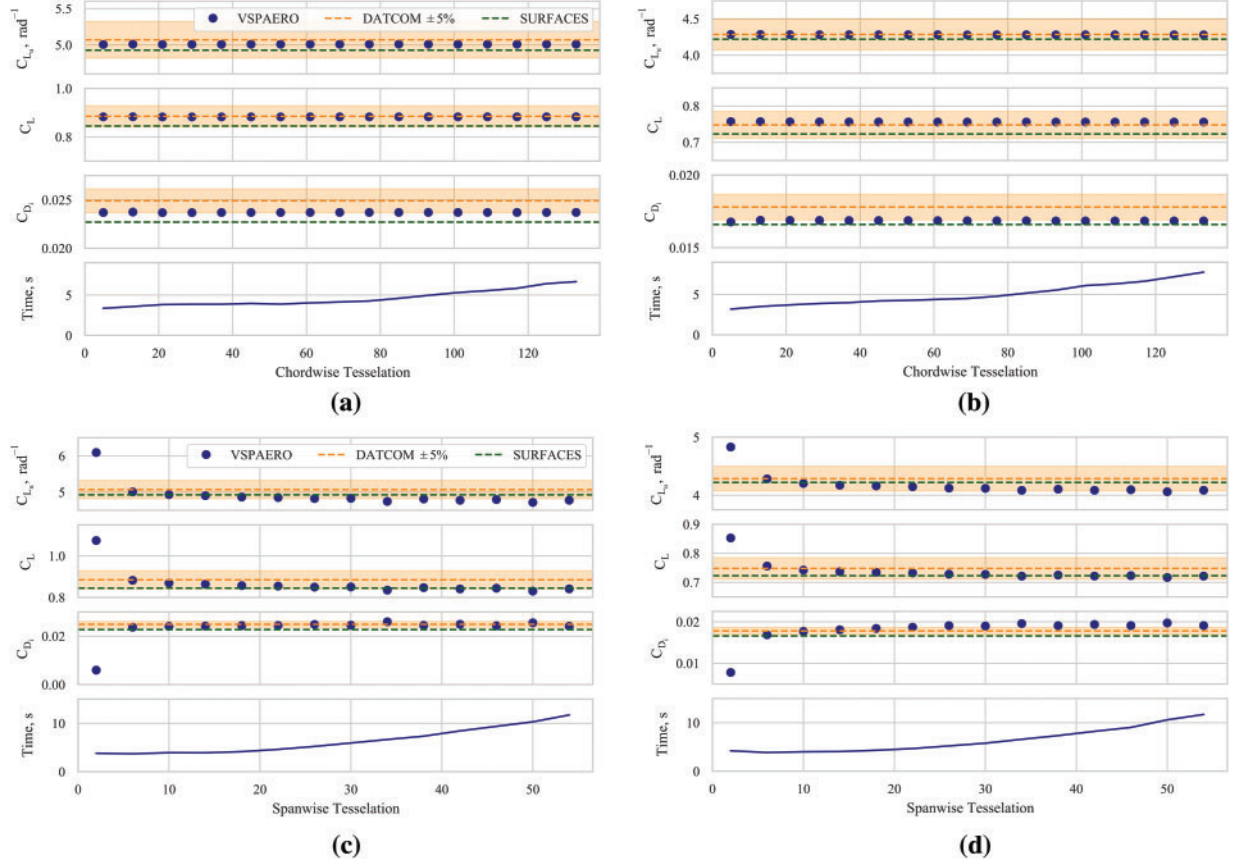 5.5
5.0
C_{L_α}, rad⁻¹
VSPAERO
DATCOM ±5%
SURFACES
1.0
0.8
C_L
0.025
0.020
C_{D_i}
5
0
Time, s
0 20 40 60 80 100 120
Chordwise Tesselation
(a)
4.5
4.0
C_{L_α}, rad⁻¹
0.8
0.7
C_L
0.020
0.015
C_{D_i}
5
0
Time, s
0 20 40 60 80 100 120
Chordwise Tesselation
(b)
6
5
C_{L_α}, rad⁻¹
VSPAERO
DATCOM ±5%
SURFACES
1.0
0.8
C_L
0.02
0.00
C_{D_i}
10
0
Time, s
0 10 20 30 40 50
Spanwise Tesselation
(c)
5
4
C_{L_α}, rad⁻¹
0.9
0.8
0.7
C_L
0.02
0.01
C_{D_i}
10
0
Time, s
0 10 20 30 40 50
Spanwise Tesselation
(d)